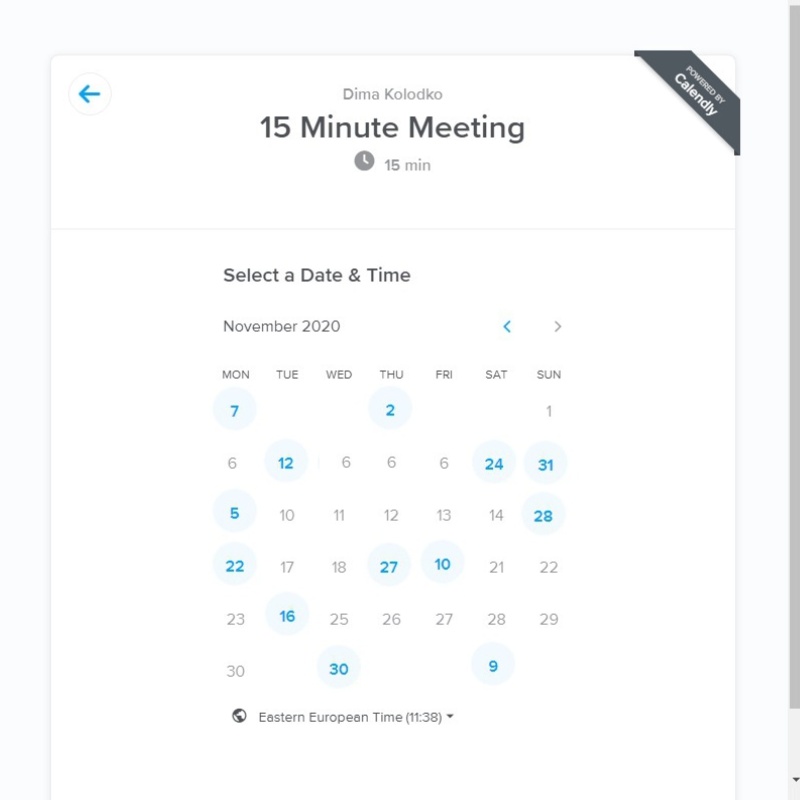 POWERED BY
Calendly
Dima Kolodko
15 Minute Meeting
15 min
Select a Date & Time
November 2020
MON TUE WED THU FRI SAT SUN
7 2 1
6 12 6 6 6 24 31
5 10 11 12 13 14 28
22 17 18 27 10 21 22
23 16 25 26 27 28 29
30 30 9
Eastern European Time (11:38)